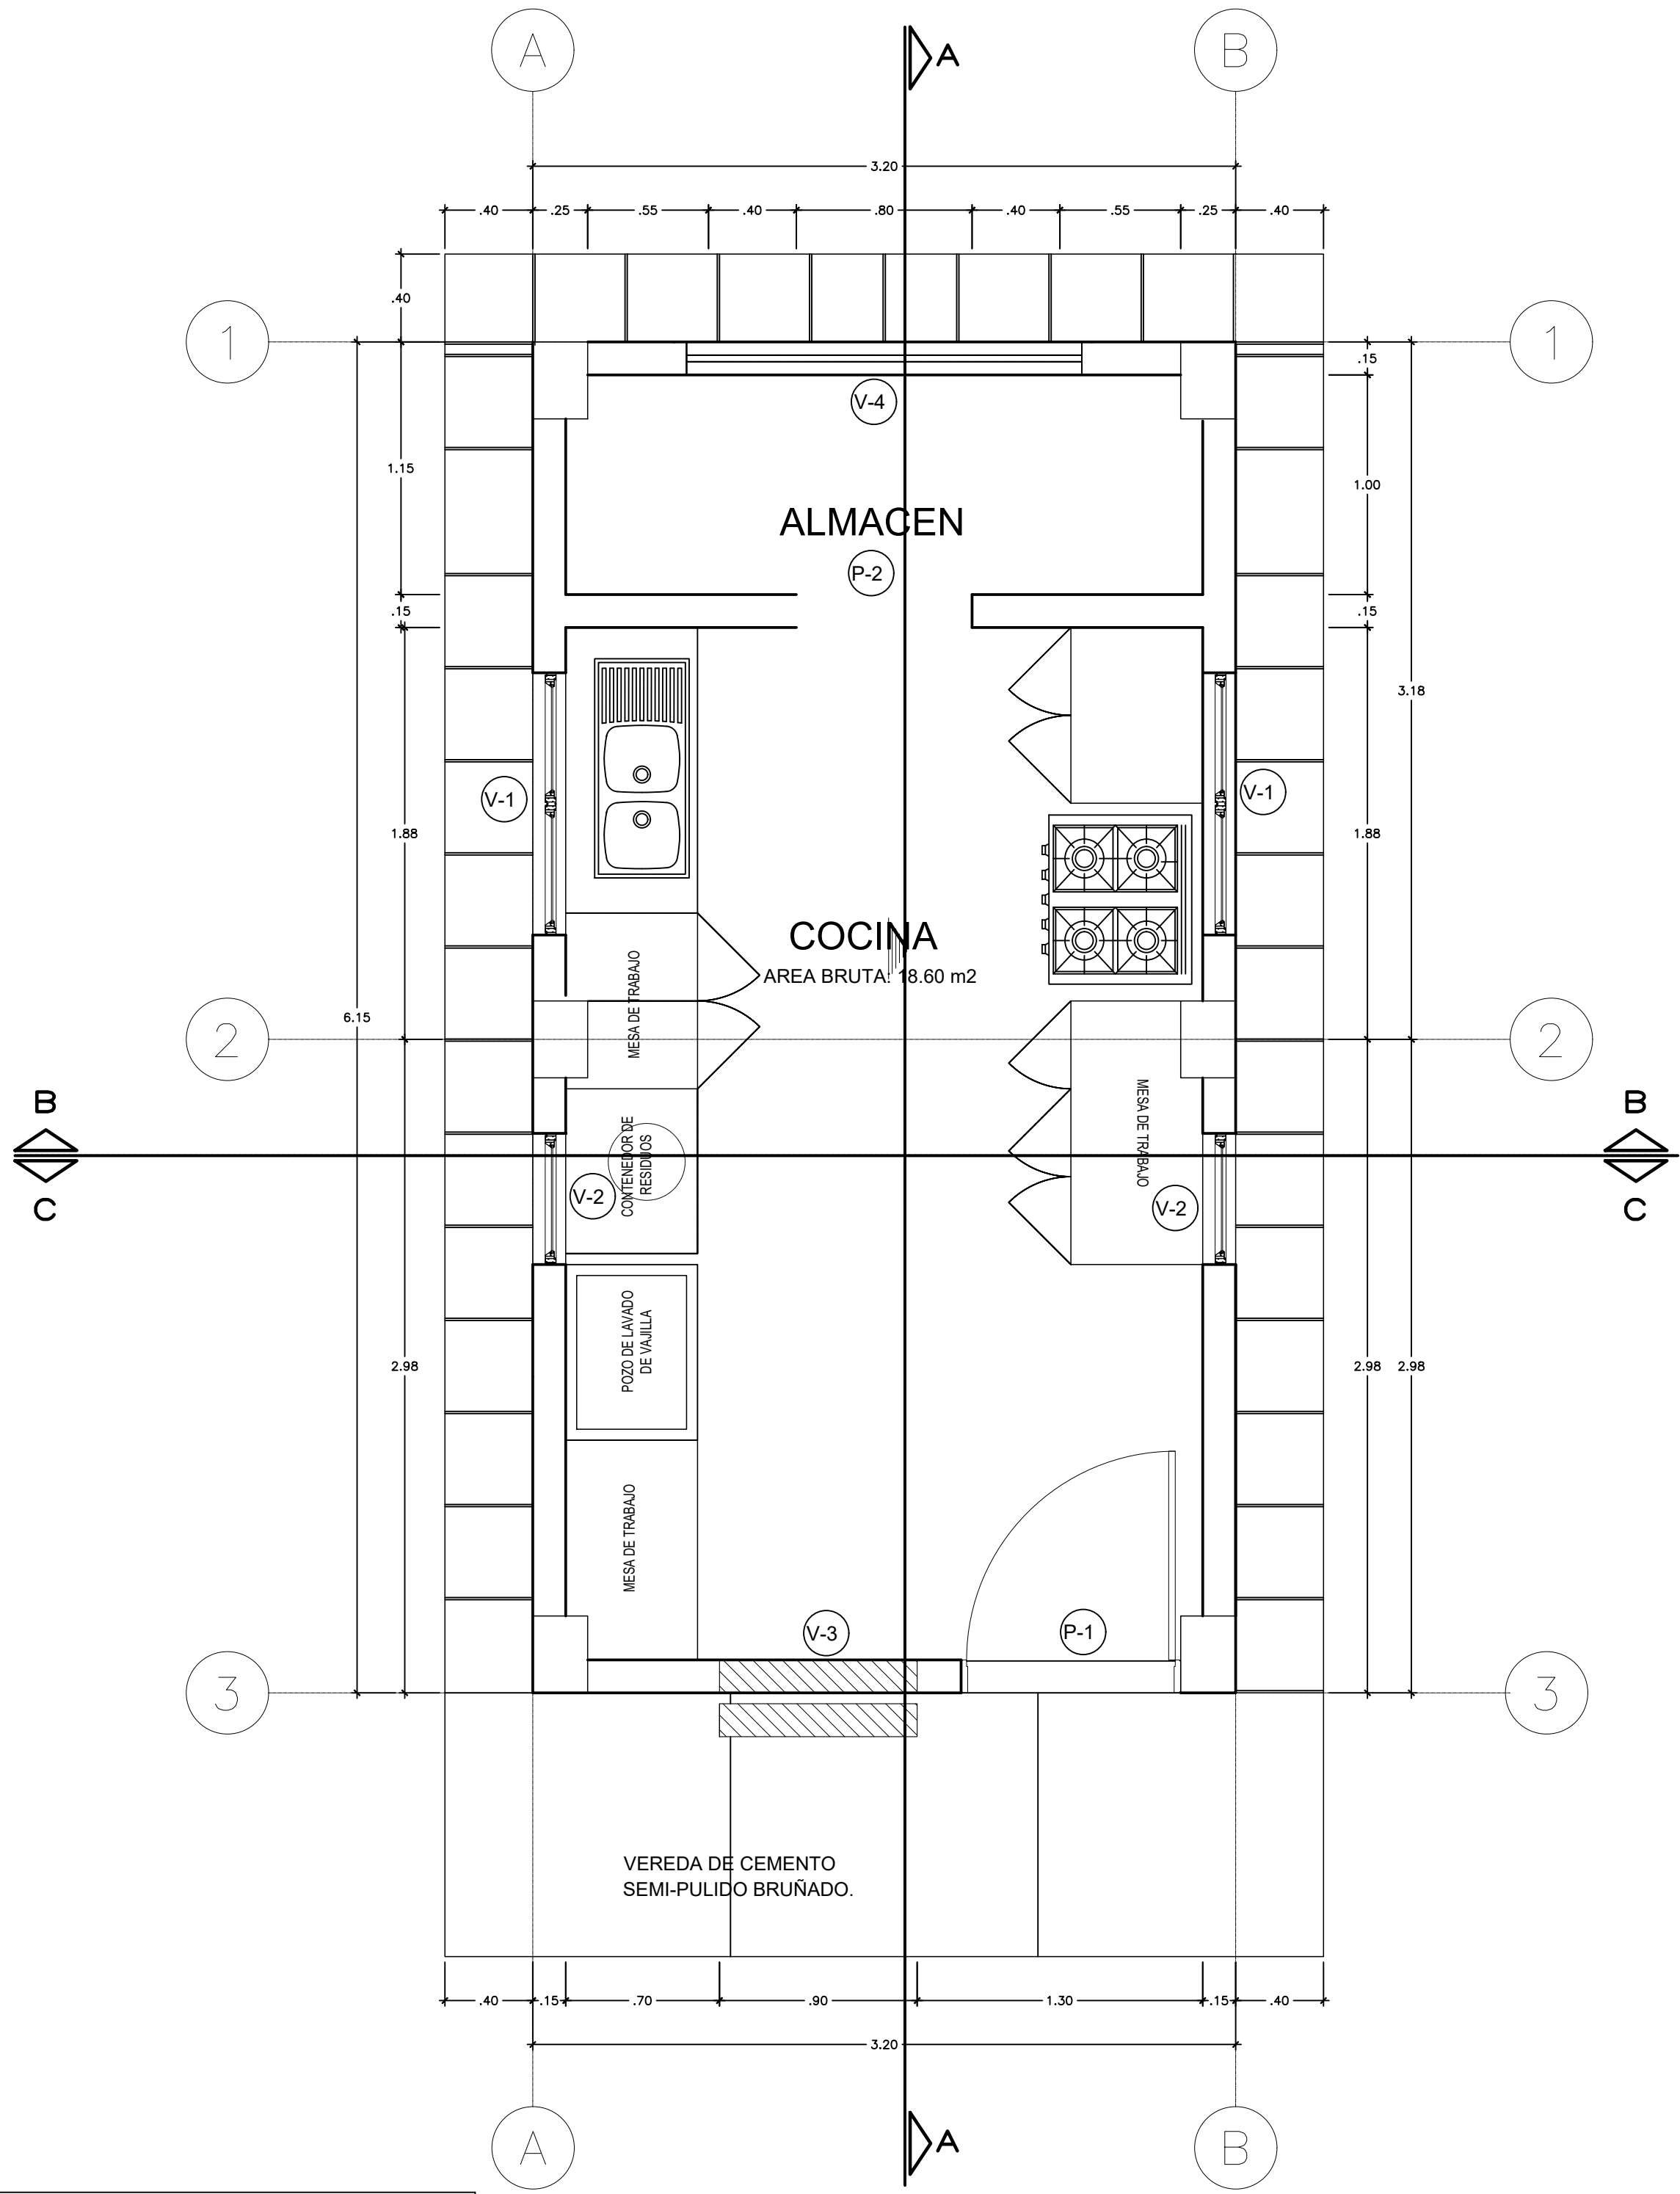 A
A
B
3.20
.40
.25
.55
.40
.80
.40
.55
.25
.40
.40
1
1
.15
V-4
1.15
1.00
ALMACEN
P-2
.15
.15
3.18
V-1
V-1
1.88
1.88
COCINA
AREA BRUTA: 18.60 m2
MESA DE TRABAJO
6.15
2
2
B
B
MESA DE TRABAJO
CONTENEDOR DE
RESIDUOS
V-2
V-2
C
C
POZO DE LAVADO
DE VAJILLA
2.98
2.98
2.98
MESA DE TRABAJO
V-3
P-1
3
3
VEREDA DE CEMENTO
SEMI-PULIDO BRUÑADO.
.40
.15
.70
.90
1.30
.15
.40
3.20
A
A
B